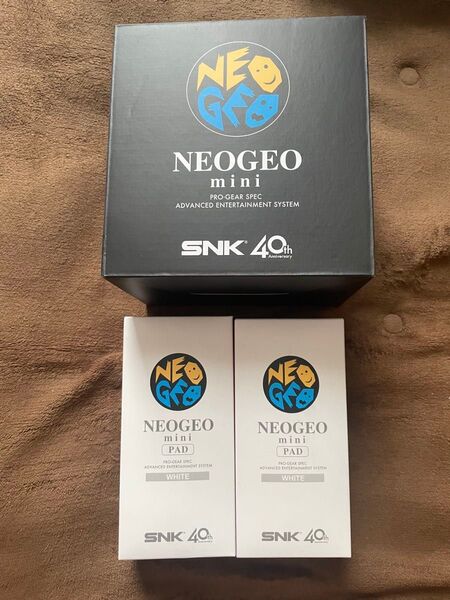 NEO
GEO
NEOGEO
mini
PRO-GEAR SPEC
ADVANCED ENTERTAINMENT SYSTEM
SNK® 40th
Anniversary
NEO
GEO
NEOGEO
mini
PAD
PRO-GEAR SPEC
ADVANCED ENTERTAINMENT SYSTEM
WHITE
SNK 40th
Anniversary
NEO
GEO
NEOGEO
mini
PAD
PRO-GEAR SPEC
ADVANCED ENTERTAINMENT SYSTEM
WHITE
SNK 40th
Anniversary